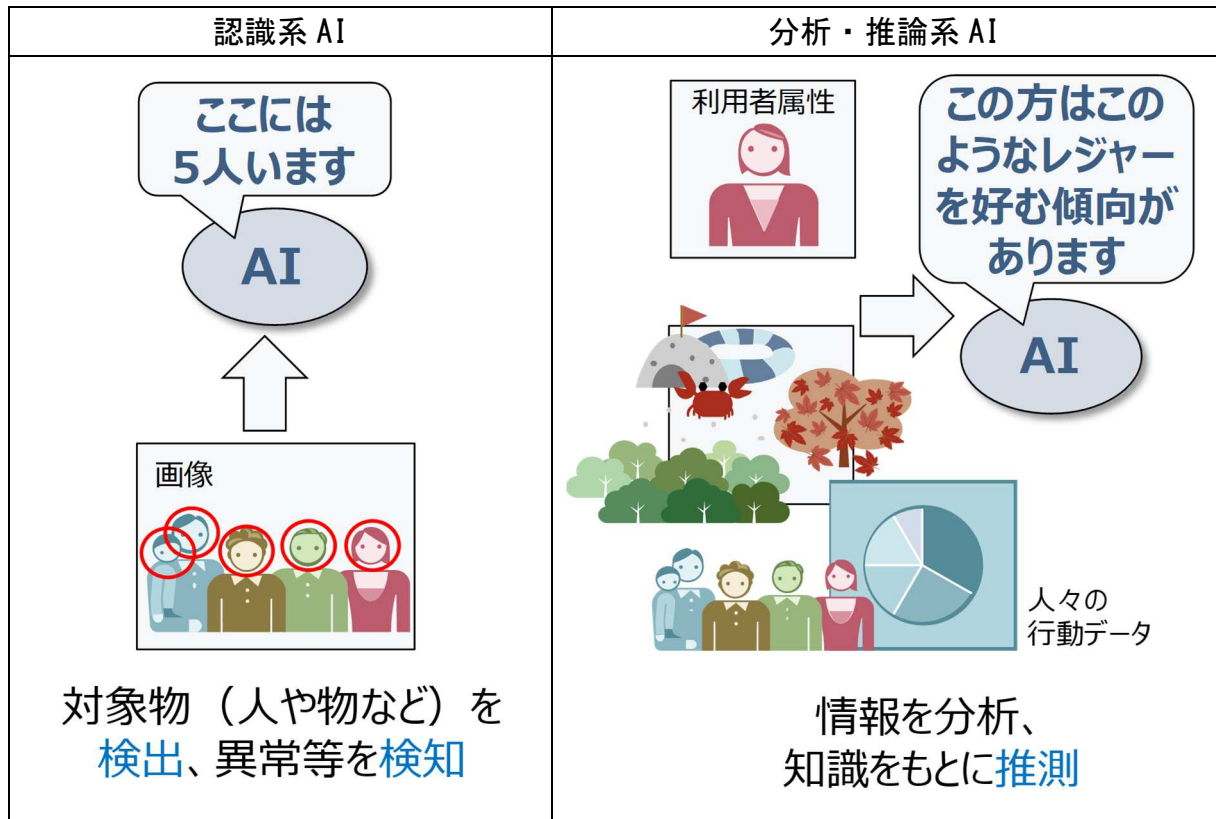 認識系 AI
ここには
5人います
AI
画像
対象物（人や物など）を
検出、異常等を検知
分析・推論系 AI
利用者属性
この方はこの
ようなレジャー
を好む傾向が
あります
AI
人々の
行動データ
情報を分析、
知識をもとに推測